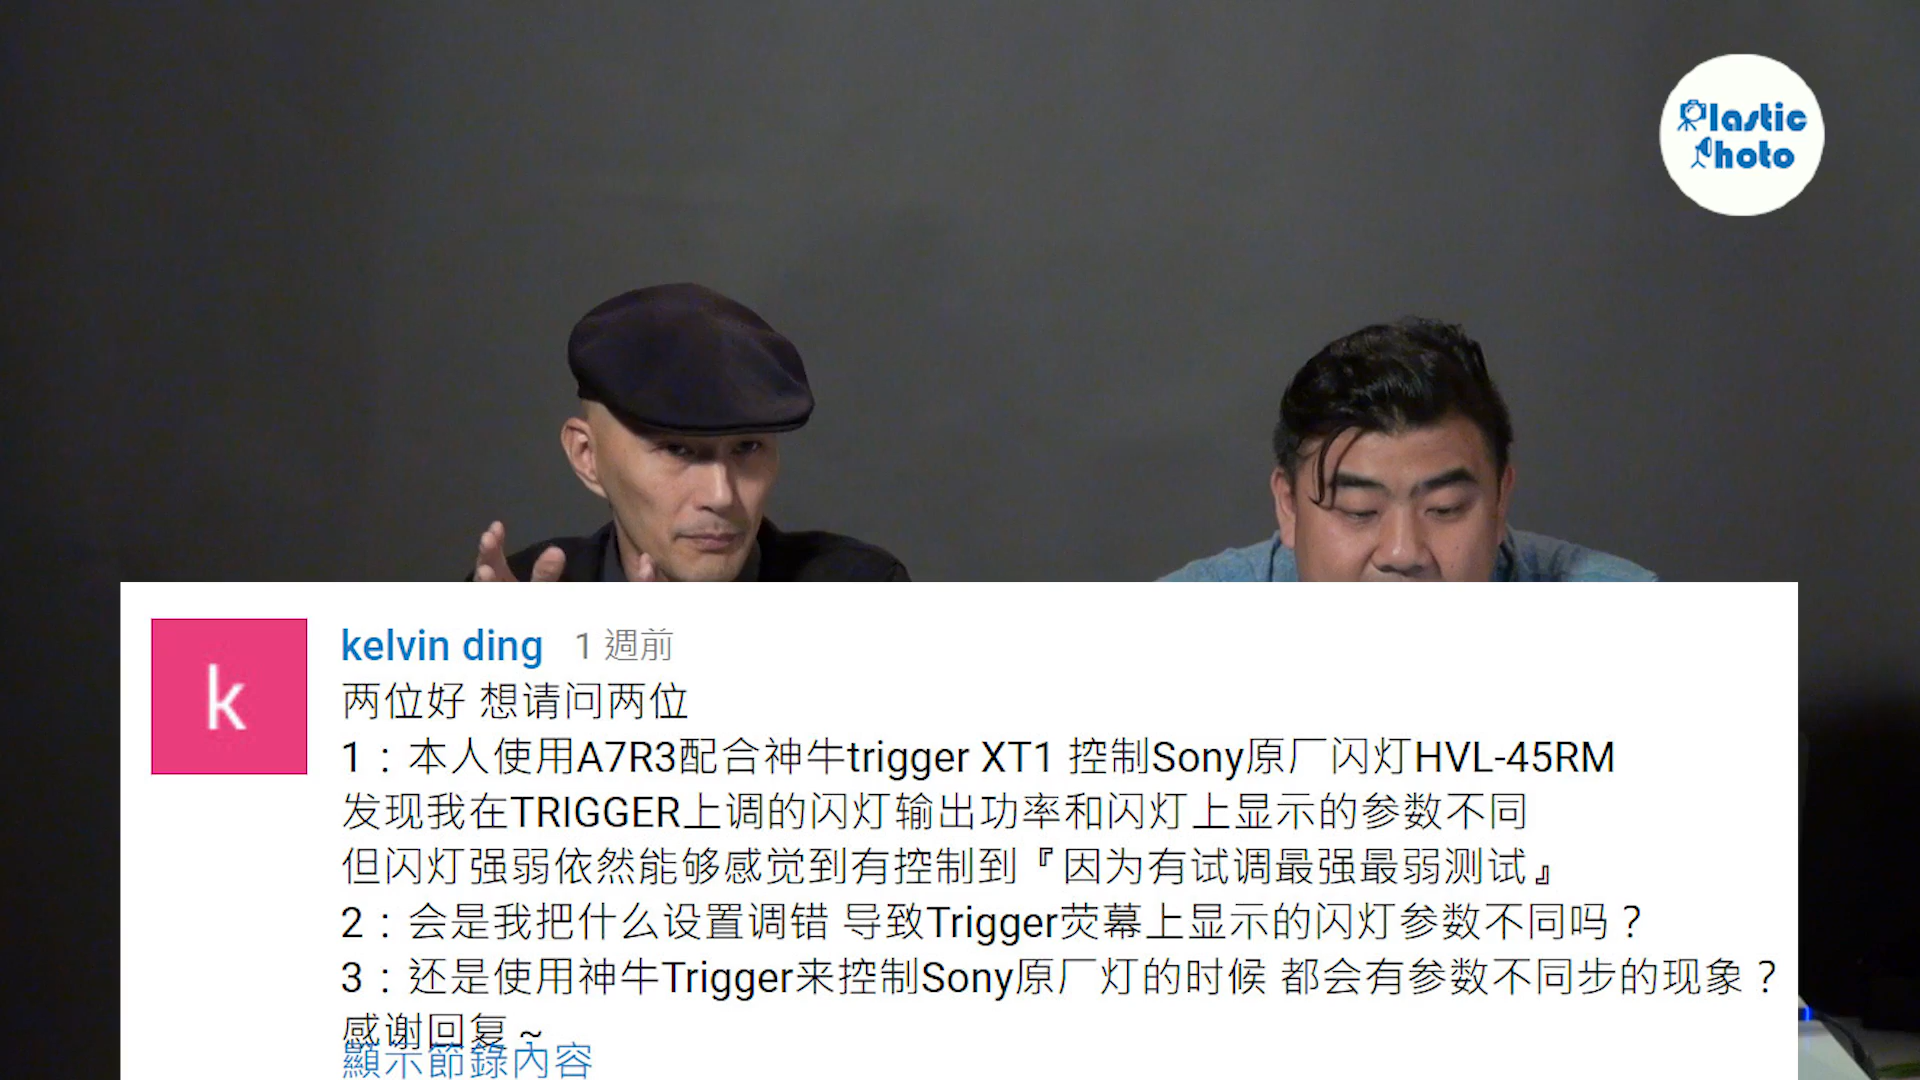 Plastic
Photo
k
kelvin ding 1 週前
两位好 想请问两位
1：本人使用A7R3配合神牛trigger XT1 控制Sony原厂闪灯HVL-45RM
发现我在TRIGGER上调的闪灯输出功率和闪灯上显示的参数不同
但闪灯强弱依然能够感觉到有控制到『因为有试调最强最弱测试』
2：会是我把什么设置调错 导致Trigger荧幕上显示的闪灯参数不同吗？
3：还是使用神牛Trigger来控制Sony原厂灯的时候 都会有参数不同步的现象？
感谢回复~
顯示節錄內容